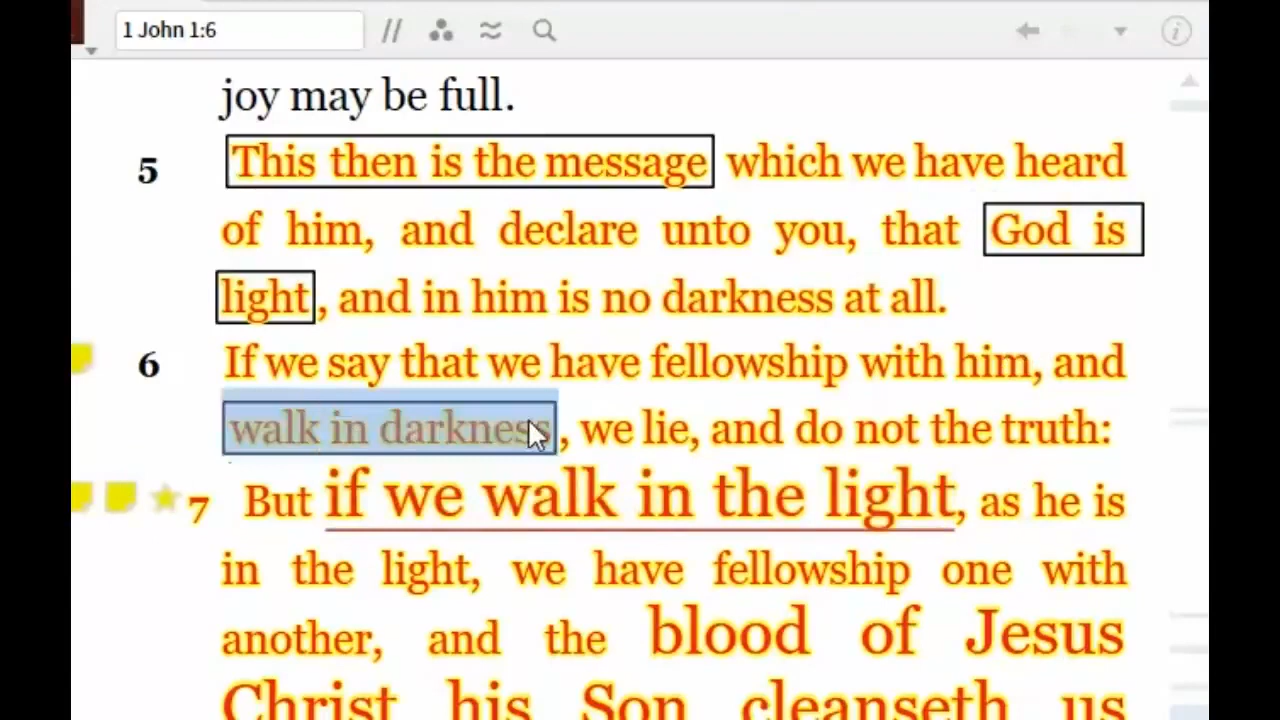 1 John 1:6
joy may be full.
5 This then is the message which we have heard
of him, and declare unto you, that God is
light, and in him is no darkness at all.
6 If we say that we have fellowship with him, and
walk in darkness, we lie, and do not the truth:
7 But if we walk in the light, as he is
in the light, we have fellowship one with
another, and the blood of Jesus
Christ his Son cleanseth us